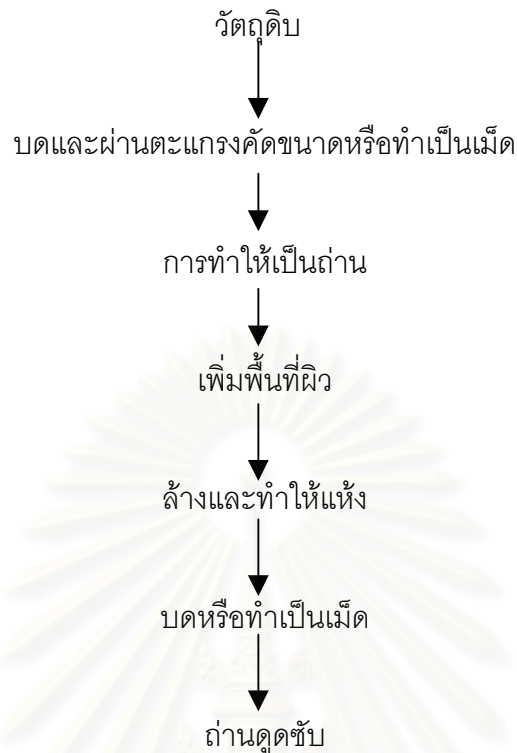 วัตถุดิบ
บดและผ่านตะแกรงคัดขนาดหรือทำเป็นเม็ด
การทำให้เป็นถ่าน
เพิ่มพื้นที่ผิว
ล้างและทำให้แห้ง
บดหรือทำเป็นเม็ด
ถ่านดูดซับ